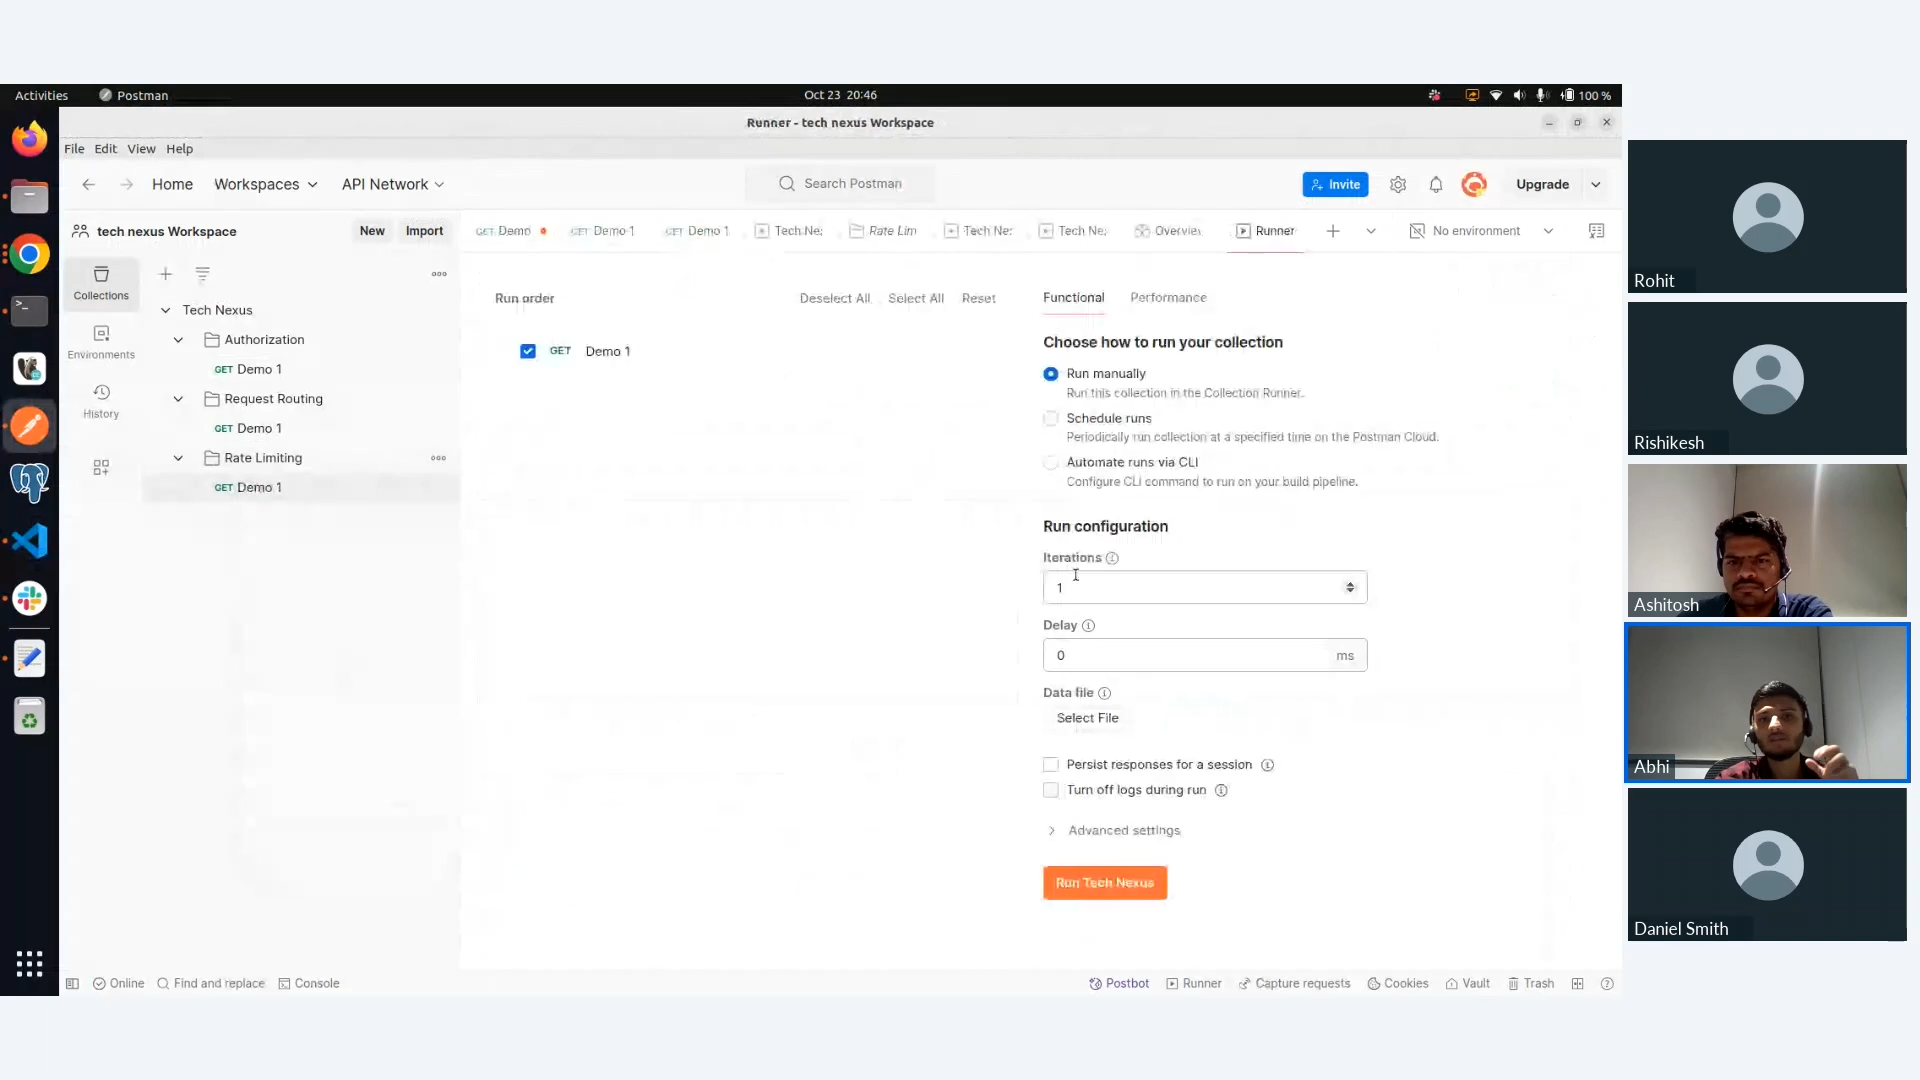 Activities
Postman
Oct 23 20:46
100 %
Runner - tech nexus Workspace
File Edit View Help
Home
Workspaces
API Network
Search Postman
Invite
Upgrade
tech nexus Workspace
New
Import
GET Demo
GET Demo 1
GET Demo 1
Tech Ne
Rate Lim
Tech Ne
Tech Ne
Overvie
Runner
No environment
Collections
Environments
History
Tech Nexus
Authorization
GET Demo 1
Request Routing
GET Demo 1
Rate Limiting
GET Demo 1
Run order
Deselect All
Select All
Reset
GET Demo 1
Functional
Performance
Choose how to run your collection
Run manually
Run this collection in the Collection Runner.
Schedule runs
Periodically run collection at a specified time on the Postman Cloud.
Automate runs via CLI
Configure CLI command to run on your build pipeline.
Run configuration
Iterations
1
Delay
0
ms
Data file
Select File
Persist responses for a session
Turn off logs during run
Advanced settings
Run Tech Nexus
Online
Find and replace
Console
Postbot
Runner
Capture requests
Cookies
Vault
Trash
Rohit
Rishikesh
Ashitosh
Abhi
Daniel Smith